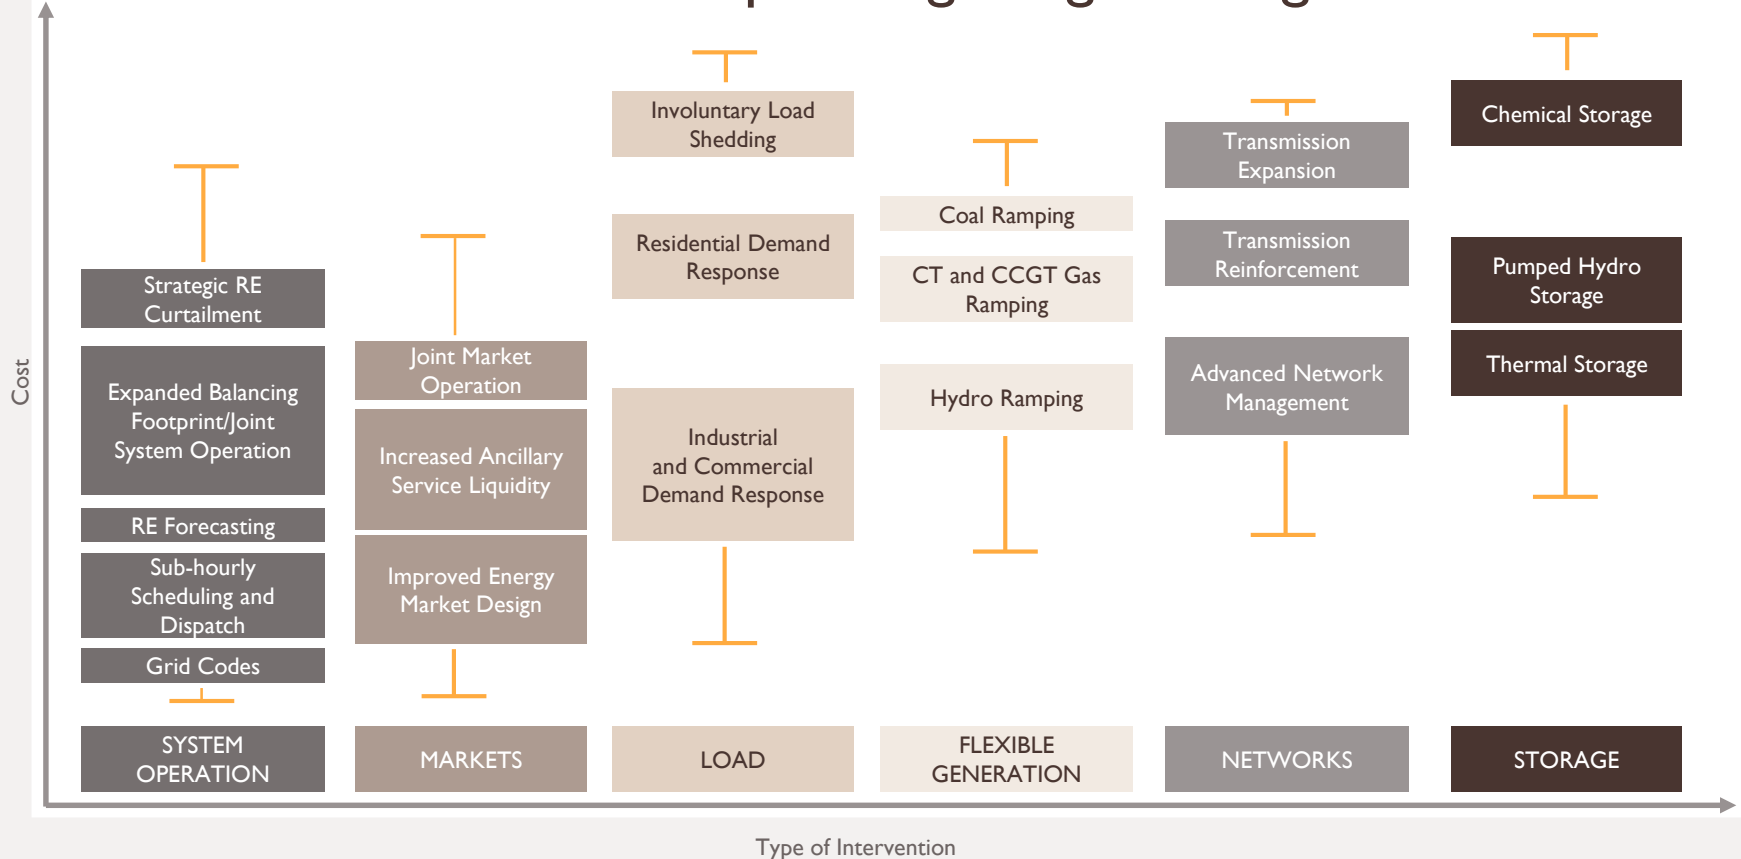 Cost
Strategic RE
Curtailment
Expanded Balancing
Footprint/Joint
System Operation
RE Forecasting
Sub-hourly
Scheduling and
Dispatch
Grid Codes
SYSTEM
OPERATION
Joint Market
Operation
Increased Ancillary
Service Liquidity
Improved Energy
Market Design
MARKETS
Involuntary Load
Shedding
Residential Demand
Response
Industrial
and Commercial
Demand Response
LOAD
Coal Ramping
CT and CCGT Gas
Ramping
Hydro Ramping
FLEXIBLE
GENERATION
Transmission
Expansion
Transmission
Reinforcement
Advanced Network
Management
NETWORKS
Chemical Storage
Pumped Hydro
Storage
Thermal Storage
STORAGE
Type of Intervention